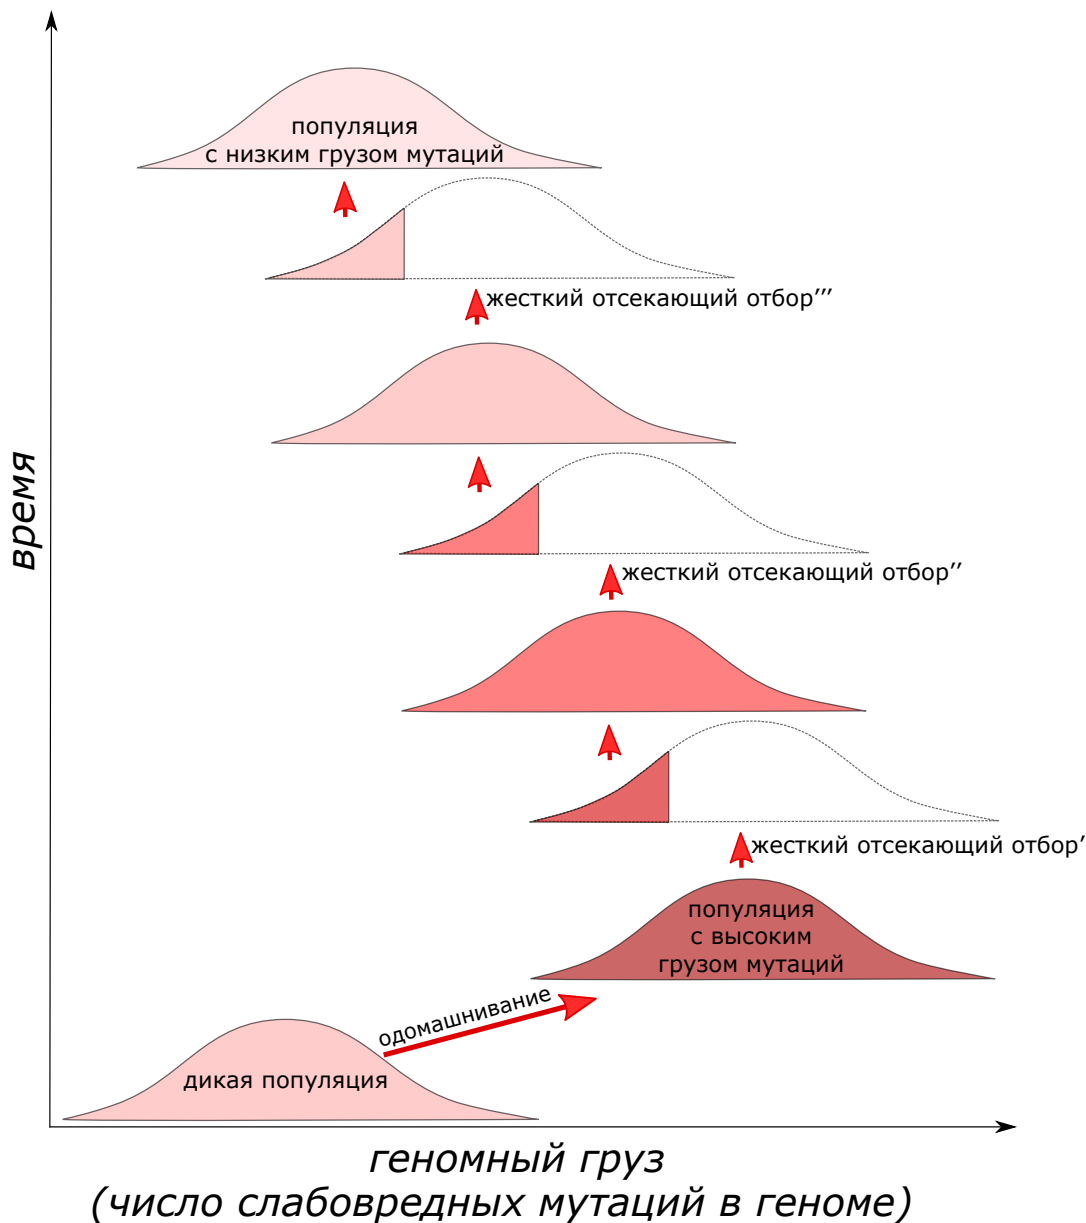 популяция
с низким грузом мутаций
жесткий отсекающий отбор′′′
время
жесткий отсекающий отбор′′
жесткий отсекающий отбор′
популяция
с высоким
грузом мутаций
одомашнивание
дикая популяция
геномный груз
(число слабовредных мутаций в геноме)